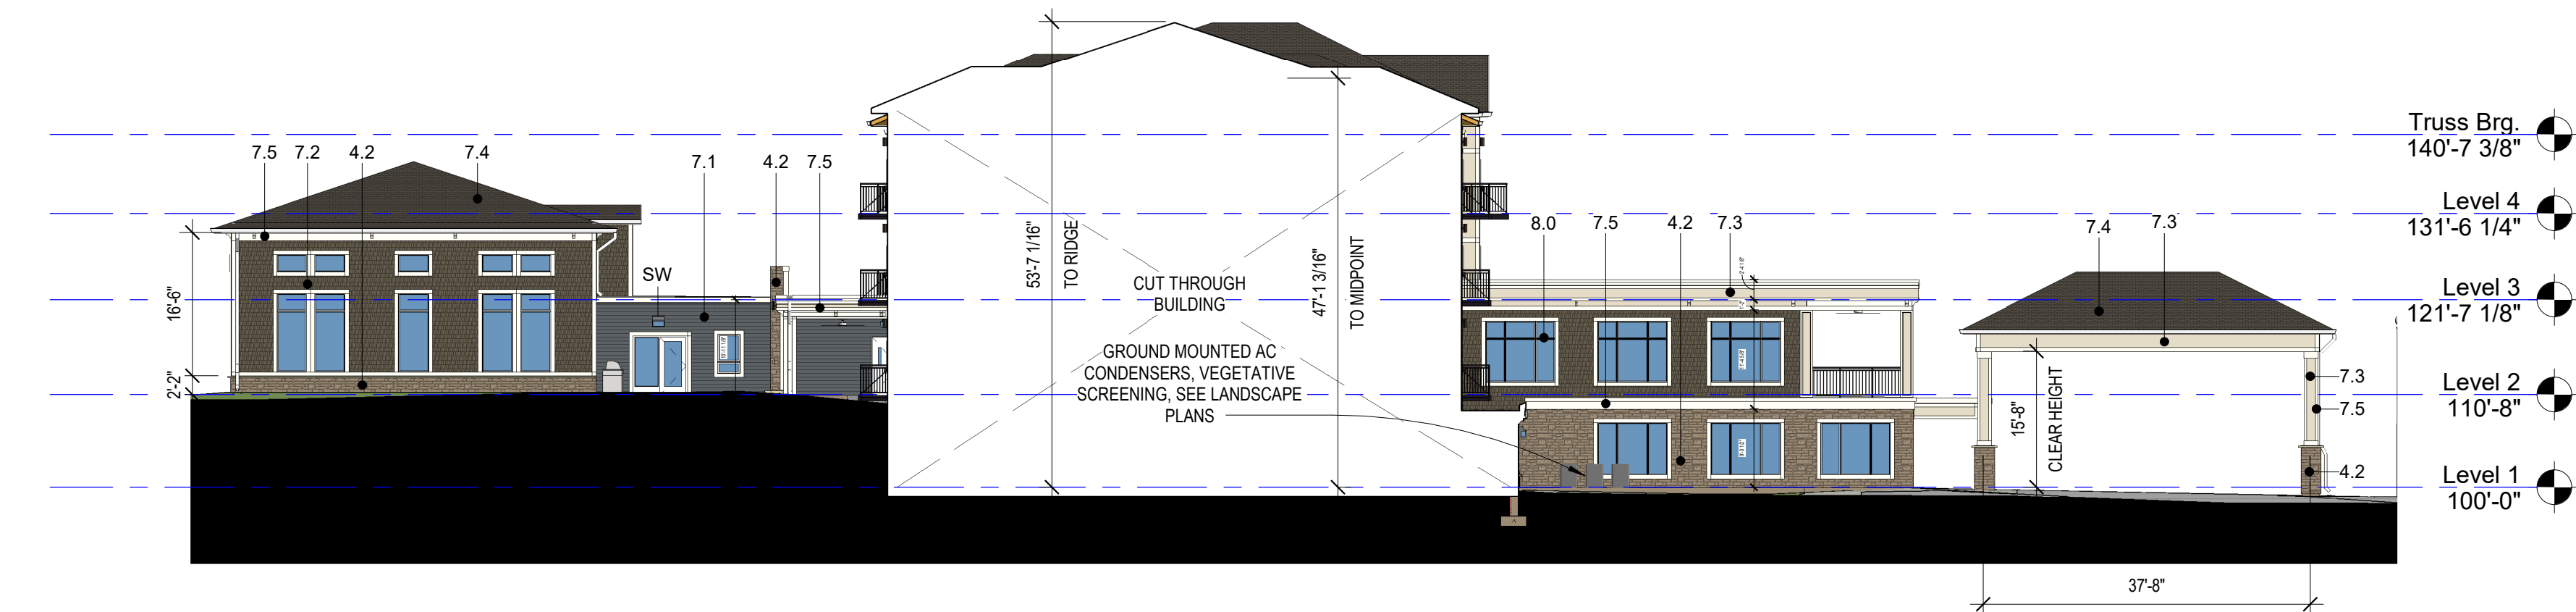 53'-7 1/16"
TO RIDGE
47'-1 3/16"
TO MIDPOINT
Truss Brg.
140'-7 3/8"
7.5
7.2
4.2
7.4
7.1
4.2
7.5
Level 4
131'-6 1/4"
8.0
7.5
4.2
7.3
7.4
7.3
SW
CUT THROUGH
BUILDING
16'-6"
2'-2"
Level 3
121'-7 1/8"
GROUND MOUNTED AC
CONDENSERS, VEGETATIVE
SCREENING, SEE LANDSCAPE
PLANS
7.3
Level 2
110'-8"
7.5
15'-8"
CLEAR HEIGHT
4.2
Level 1
100'-0"
A
37'-8"